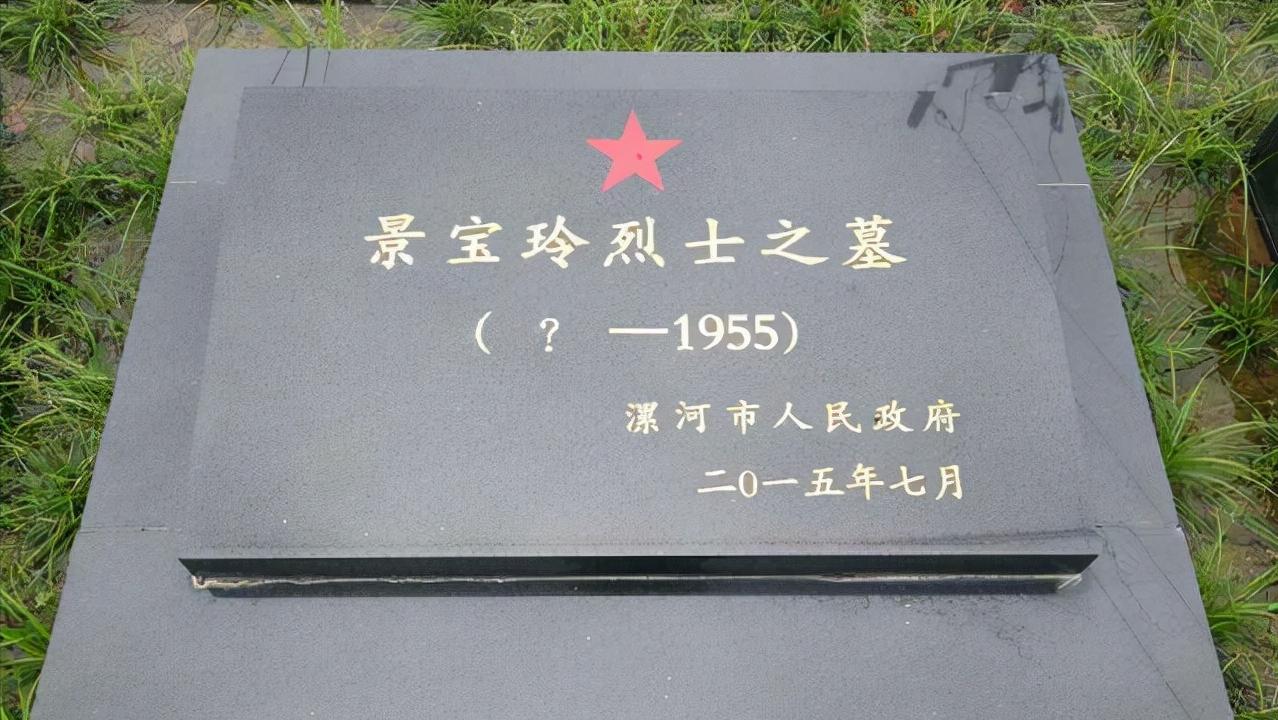 景宝玲烈士之墓
（ ？ —1955）
漯河市人民政府
二0一五年七月